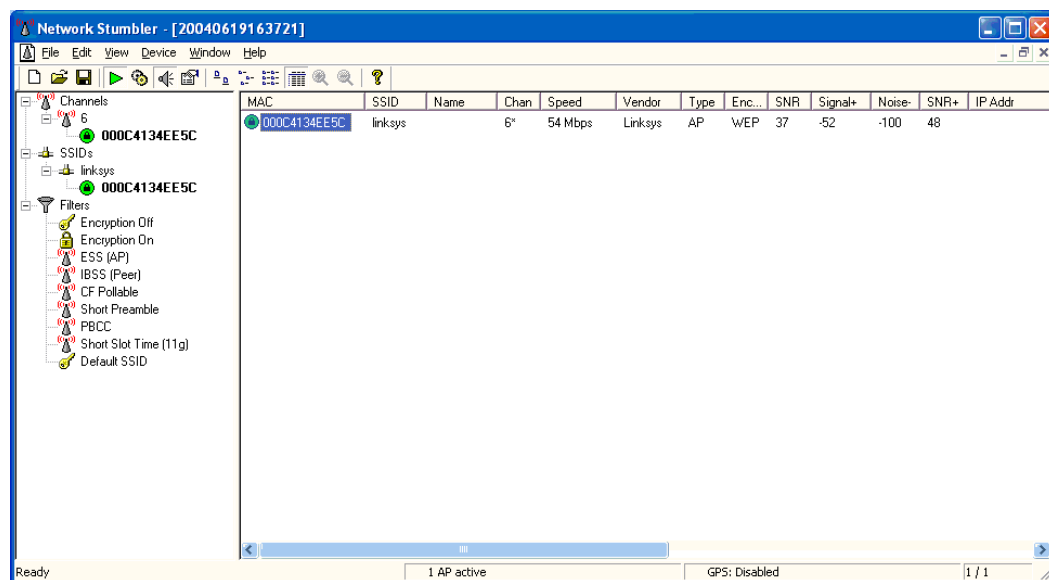 Network Stumbler - [20040619163721]
File Edit View Device Window Help
Channels
6
000C4134EE5C
SSIDs
linksys
000C4134EE5C
Filters
Encryption Off
Encryption On
ESS (AP)
IBSS (Peer)
CF Pollable
Short Preamble
PBCC
Short Slot Time (11g)
Default SSID
MAC SSID Name Chan Speed Vendor Type Enc... SNR Signal+ Noise- SNR+ IP Addr
000C4134EE5C linksys 6* 54 Mbps Linksys AP WEP 37 -52 -100 48
Ready 1 AP active GPS: Disabled 1 / 1